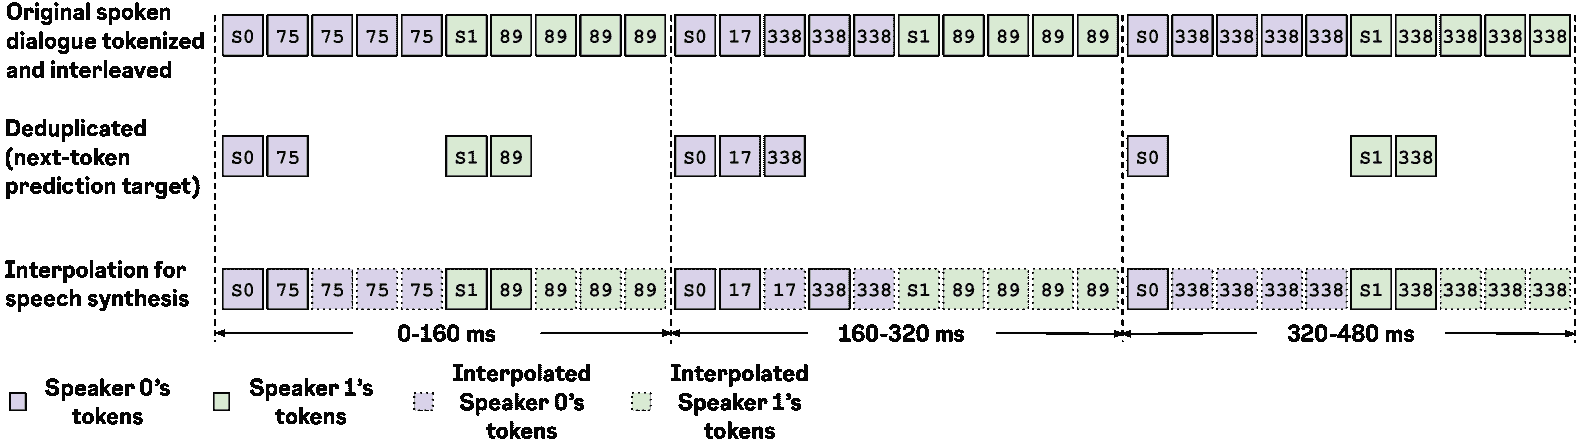 Original spoken
dialogue tokenized
and interleaved
S0 75 75 75 75 S1 89 89 89 89 S0 17 338 338 338 S1 89 89 89 89 S0 338 338 338 338 S1 338 338 338 338
Deduplicated
(next-token
prediction target)
S0 75 S1 89 S0 17 338 S0 S1 338
Interpolation for
speech synthesis
S0 75 75 75 75 S1 89 89 89 89 S0 17 17 338 338 S1 89 89 89 89 S0 338 338 338 338 S1 338 338 338 338
0-160 ms 160-320 ms 320-480 ms
Speaker 0's
tokens
Speaker 1's
tokens
Interpolated
Speaker 0's
tokens
Interpolated
Speaker 1's
tokens